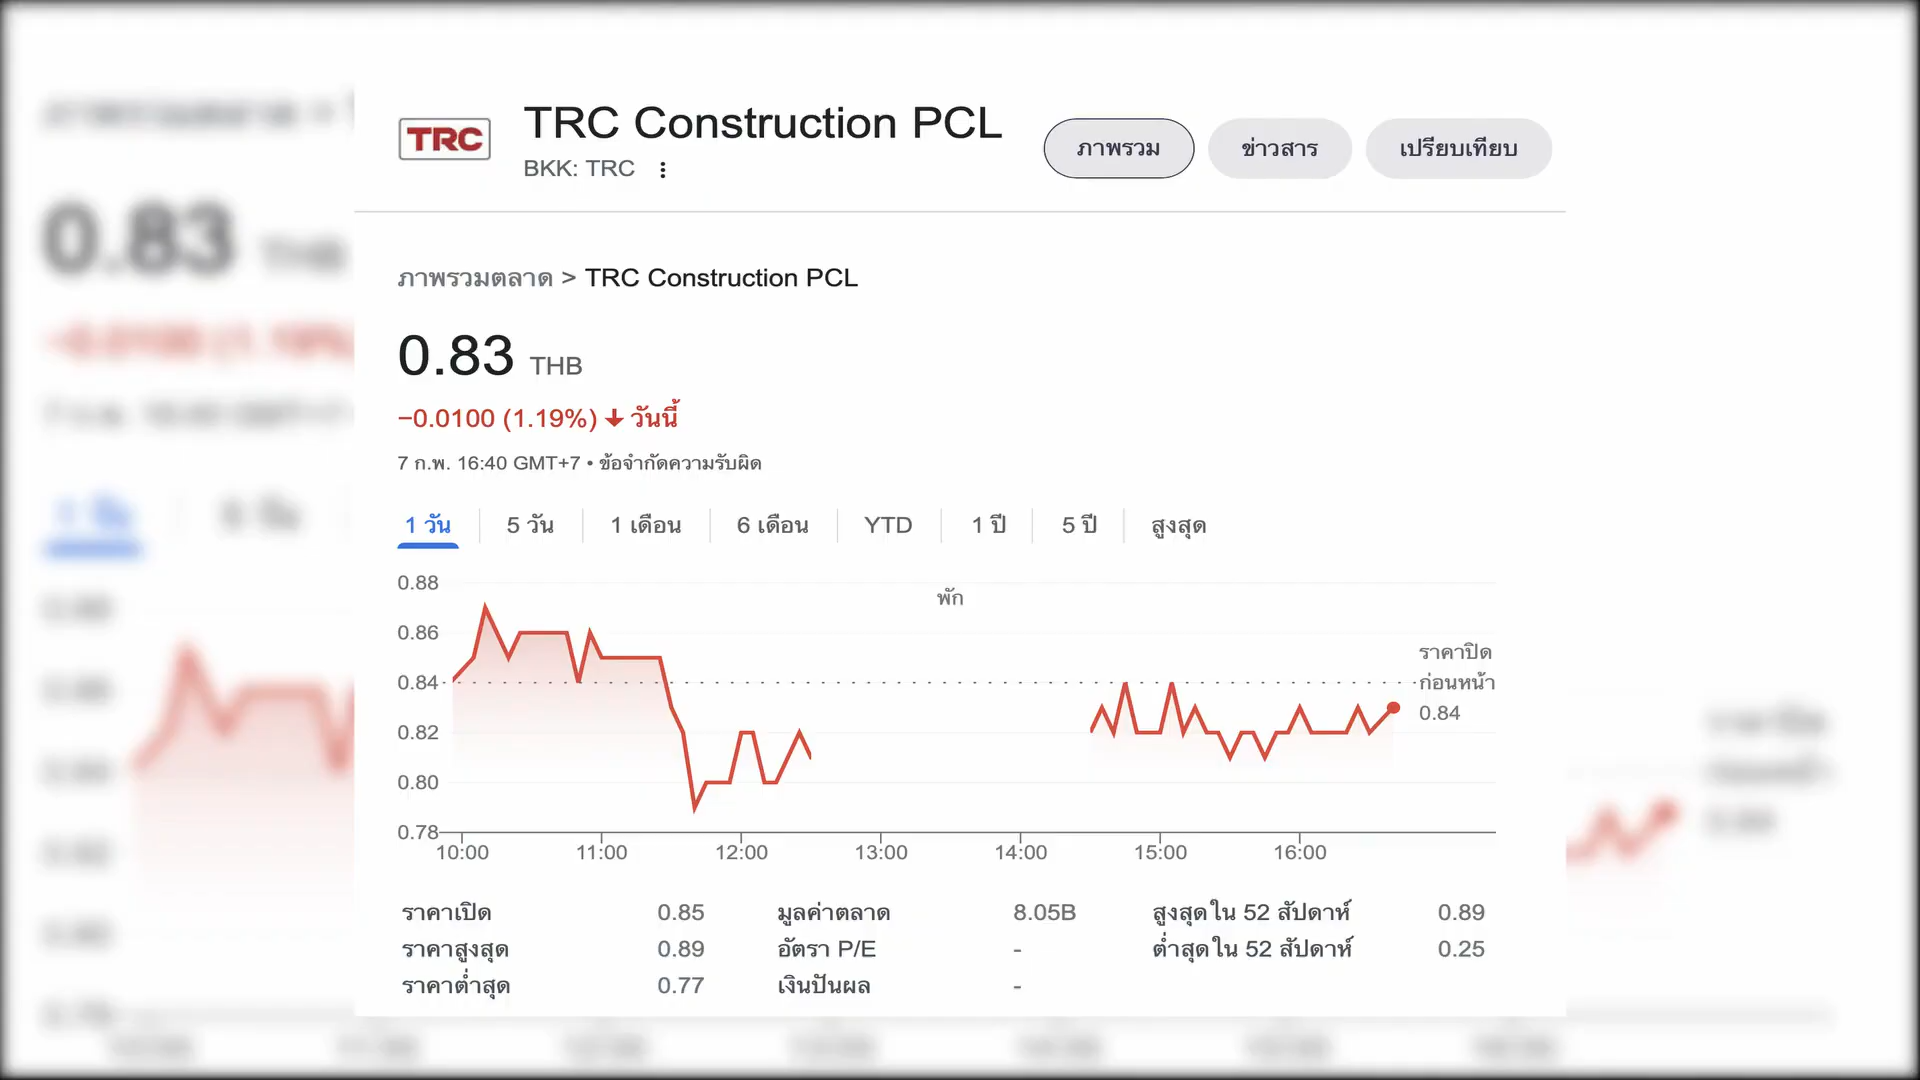 TRC
TRC Construction PCL
BKK: TRC
ภาพรวม
ข่าวสาร
เปรียบเทียบ
ภาพรวมตลาด > TRC Construction PCL
0.83 THB
−0.0100 (1.19%) ↓ วันนี้
7 ก.พ. 16:40 GMT+7 • ข้อจำกัดความรับผิด
1 วัน
5 วัน
1 เดือน
6 เดือน
YTD
1 ปี
5 ปี
สูงสุด
0.88
0.86
0.84
0.82
0.80
0.78
พัก
ราคาปิด
ก่อนหน้า
0.84
10:00
11:00
12:00
13:00
14:00
15:00
16:00
ราคาเปิด 0.85
ราคาสูงสุด 0.89
ราคาต่ำสุด 0.77
มูลค่าตลาด 8.05B
อัตรา P/E -
เงินปันผล -
สูงสุดใน 52 สัปดาห์ 0.89
ต่ำสุดใน 52 สัปดาห์ 0.25